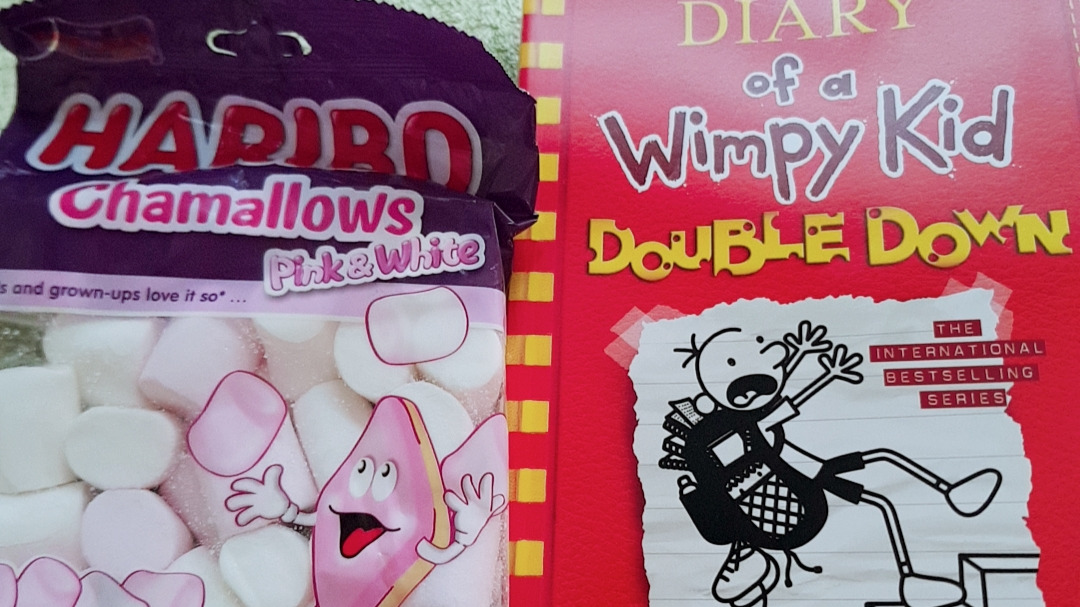 HARIBO
Chamallows
Pink & White
s and grown-ups love it so* ...
DIARY
of a
Wimpy Kid
DOUBLE DOWN
THE
INTERNATIONAL
BESTSELLING
SERIES